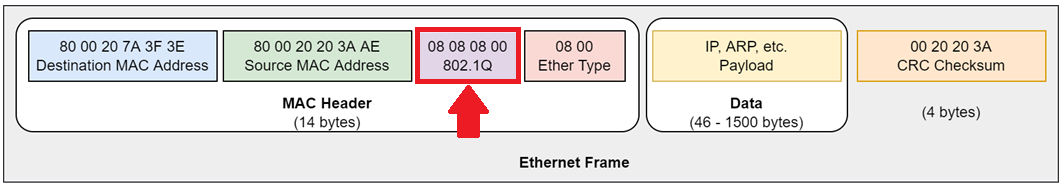 80 00 20 7A 3F 3E
Destination MAC Address
80 00 20 20 3A AE
Source MAC Address
08 08 08 00
802.1Q
08 00
Ether Type
IP, ARP, etc.
Payload
00 20 20 3A
CRC Checksum
MAC Header
(14 bytes)
Data
(46 - 1500 bytes)
(4 bytes)
Ethernet Frame